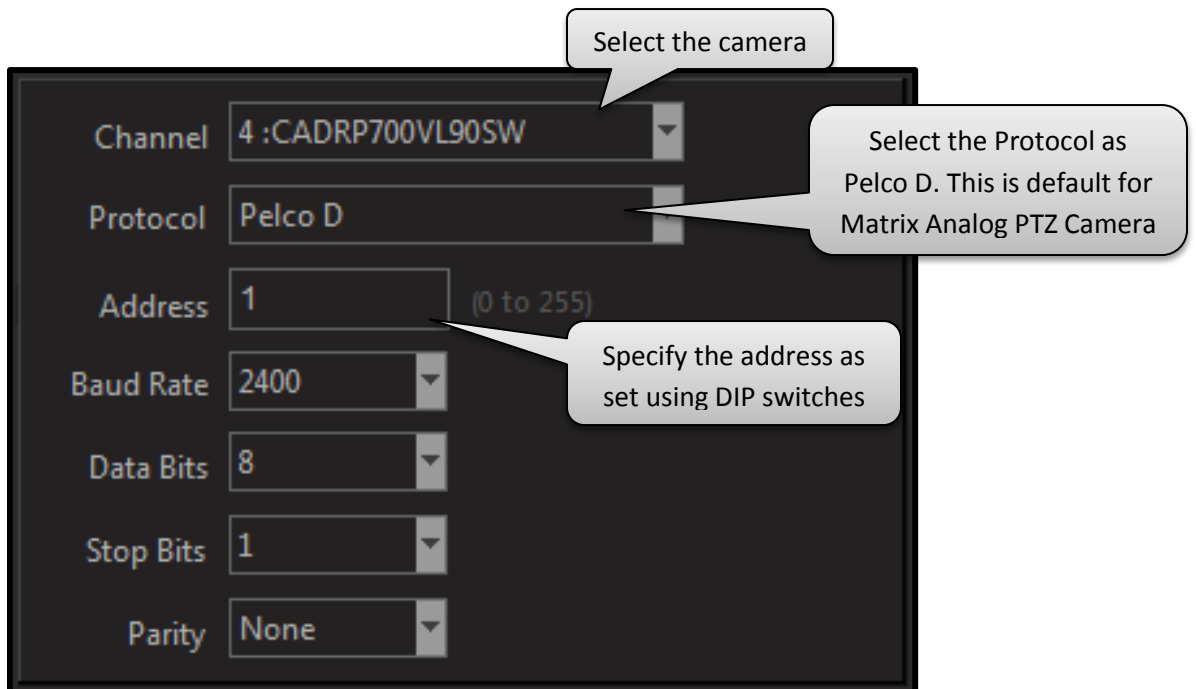 Select the camera
Channel 4 :CADRP700VL90SW
Select the Protocol as
Pelco D. This is default for
Matrix Analog PTZ Camera
Protocol Pelco D
Address 1 (0 to 255)
Specify the address as
set using DIP switches
Baud Rate 2400
Data Bits 8
Stop Bits 1
Parity None